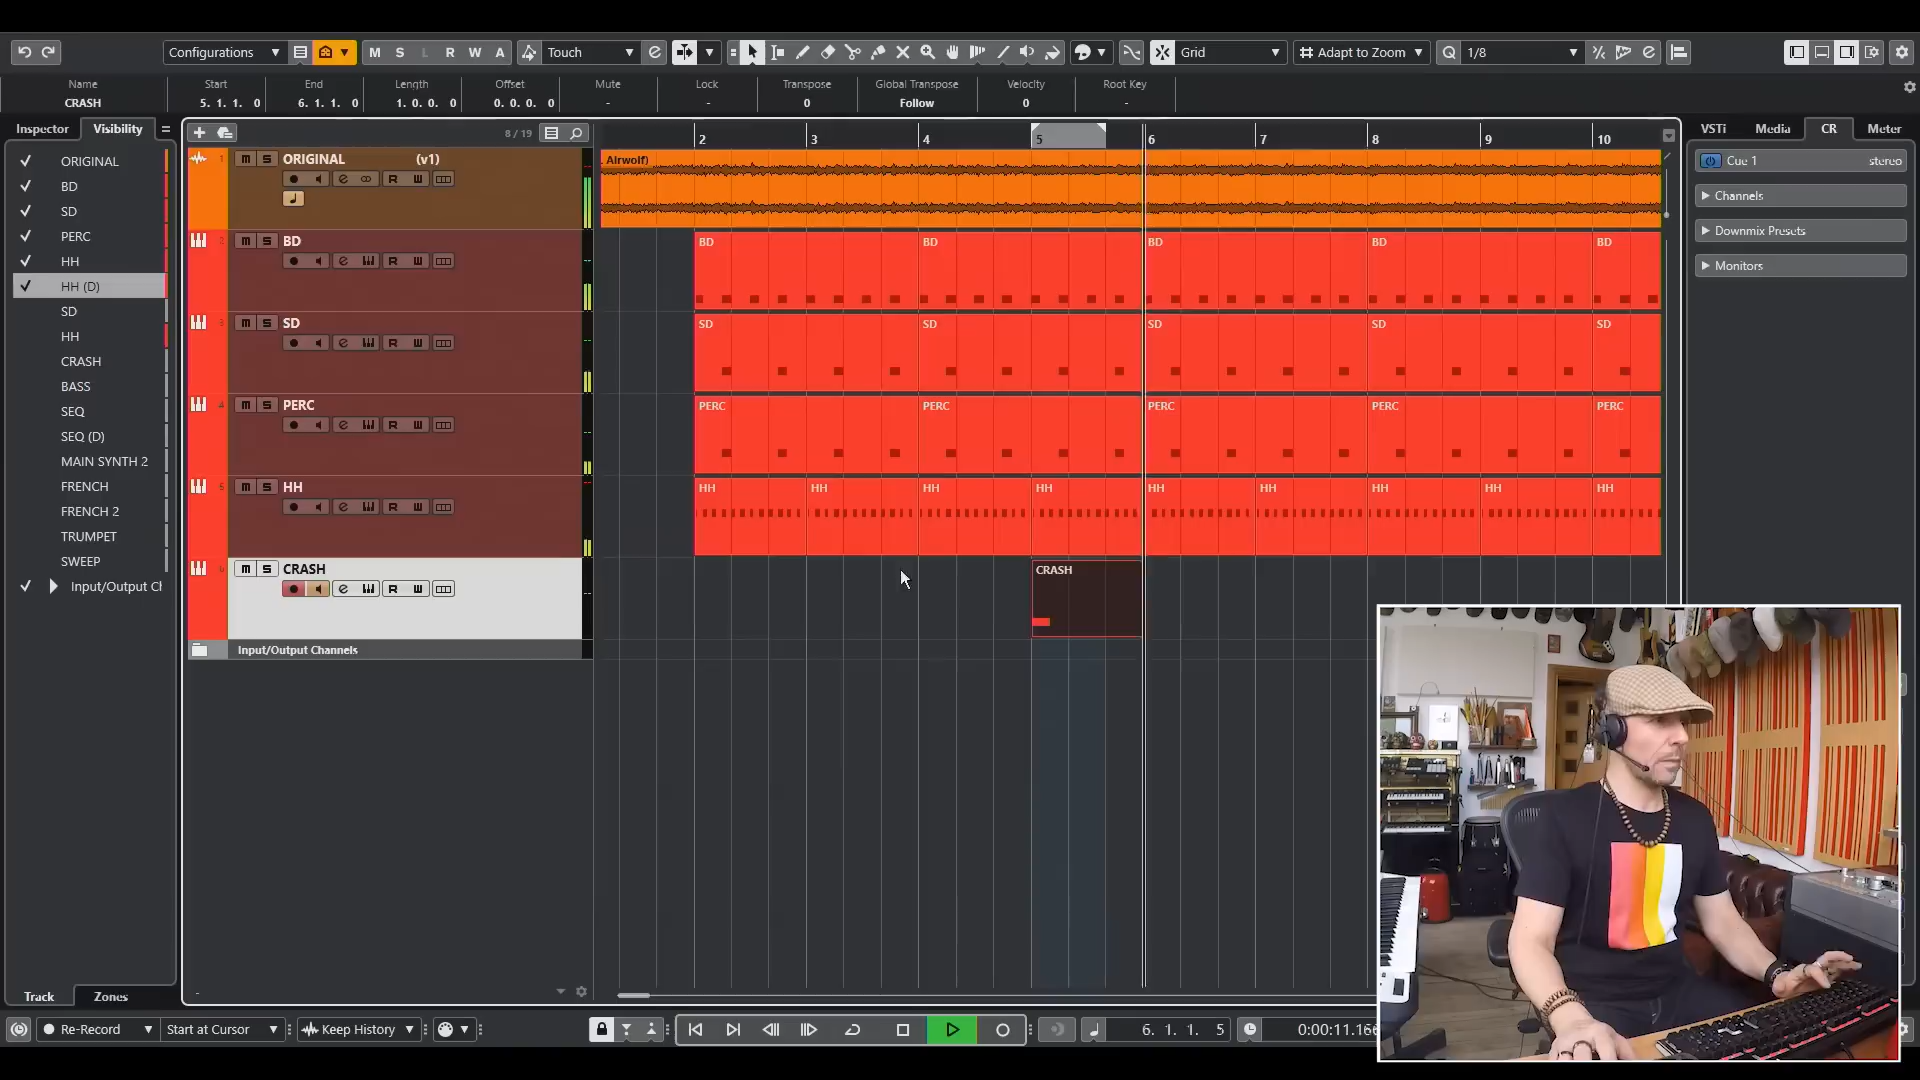 Configurations M S L R W A Touch Grid Adapt to Zoom Q 1/8
Name Start End Length Offset Mute Lock Transpose Global Transpose Velocity Root Key
CRASH 5. 1. 1. 0 6. 1. 1. 0 1. 0. 0. 0 0. 0. 0. 0 - - 0 Follow 0 -
Inspector Visibility
8 / 19
2 3 4 5 6 7 8 9 10
VSTi Media CR Meter
ORIGINAL
BD
SD
PERC
HH
HH (D)
SD
HH
CRASH
BASS
SEQ
SEQ (D)
MAIN SYNTH 2
FRENCH
FRENCH 2
TRUMPET
SWEEP
Input/Output Ch
Track Zones
1 m S ORIGINAL (v1)
R W
Airwolf)
2 m S BD
R W
BD BD BD BD BD
3 m S SD
R W
SD SD SD SD SD
4 m S PERC
R W
PERC PERC PERC PERC PERC
5 m S HH
R W
HH HH HH HH HH HH HH HH HH
6 m S CRASH
R W
CRASH
Input/Output Channels
Cue 1 stereo
Channels
Downmix Presets
Monitors
Re-Record Start at Cursor Keep History 6. 1. 1. 5 0:00:11.166